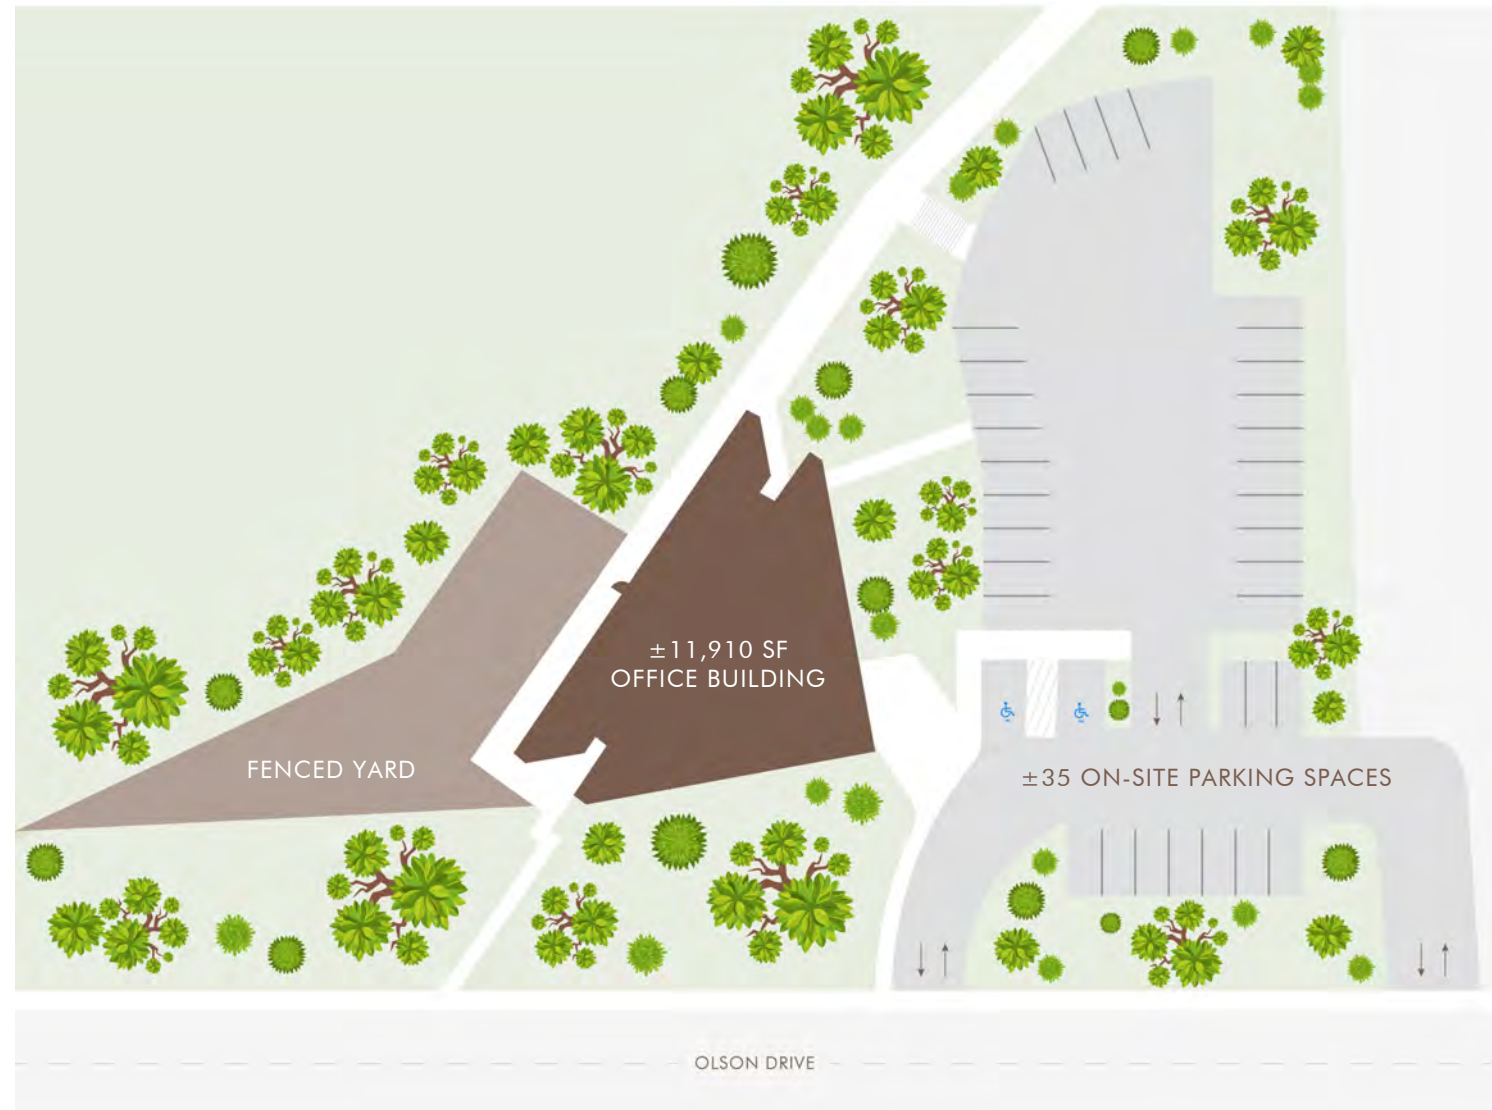 ±11,910 SF
OFFICE BUILDING
FENCED YARD
±35 ON-SITE PARKING SPACES
OLSON DRIVE